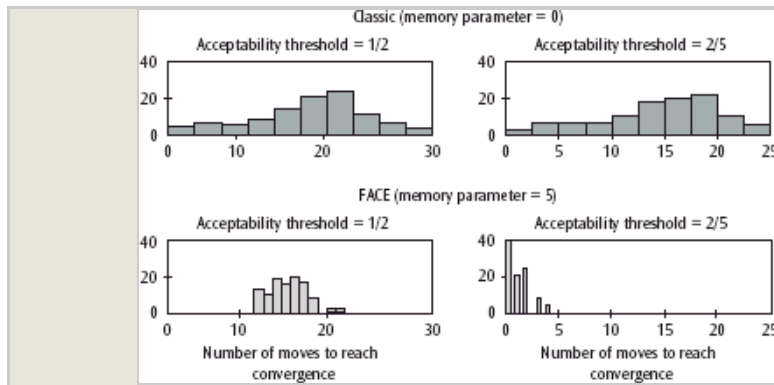 Classic (memory parameter = 0)
Acceptability threshold = 1/2
40
20
0
0 10 20 30
Acceptability threshold = 2/5
40
20
0
0 5 10 15 20 25
FACE (memory parameter = 5)
Acceptability threshold = 1/2
40
20
0
0 10 20 30
Number of moves to reach
convergence
Acceptability threshold = 2/5
40
20
0
0 5 10 15 20 25
Number of moves to reach
convergence